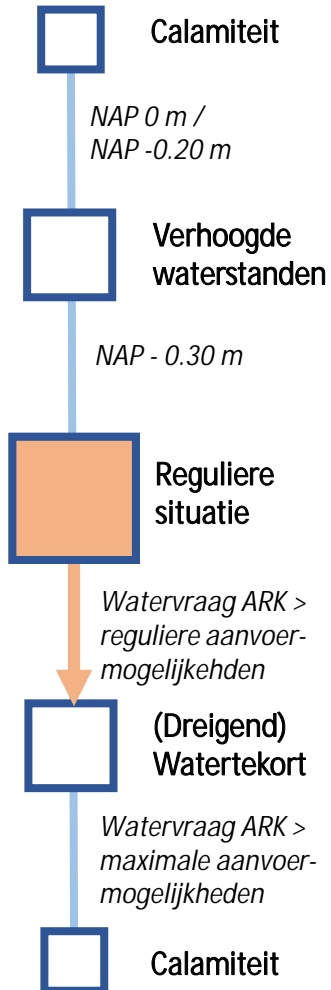 Calamiteit
NAP 0 m /
NAP -0.20 m
Verhoogde
waterstanden
NAP - 0.30 m
Reguliere
situatie
Watervraag ARK >
reguliere aanvoer-
mogelijkehden
(Dreigend)
Watertekort
Watervraag ARK >
maximale aanvoer-
mogelijkheden
Calamiteit